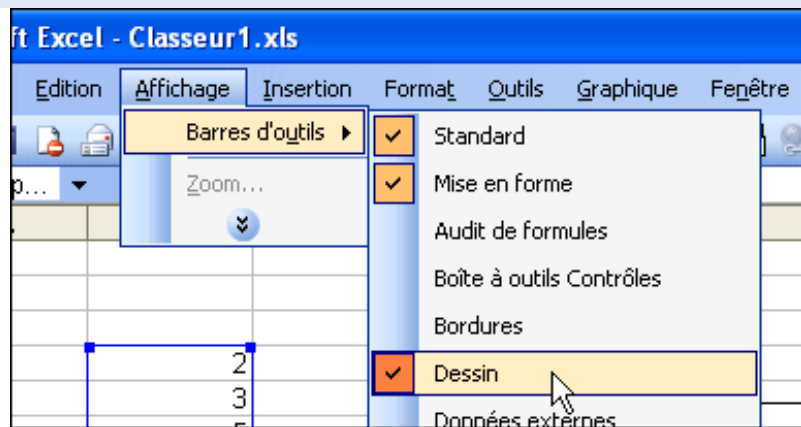 ft Excel - Classeur1.xls
Edition Affichage Insertion Format Outils Graphique Fenêtre
Barres d'outils
Zoom...
Standard
Mise en forme
Audit de formules
Boîte à outils Contrôles
Bordures
Dessin
Données externes
2
3